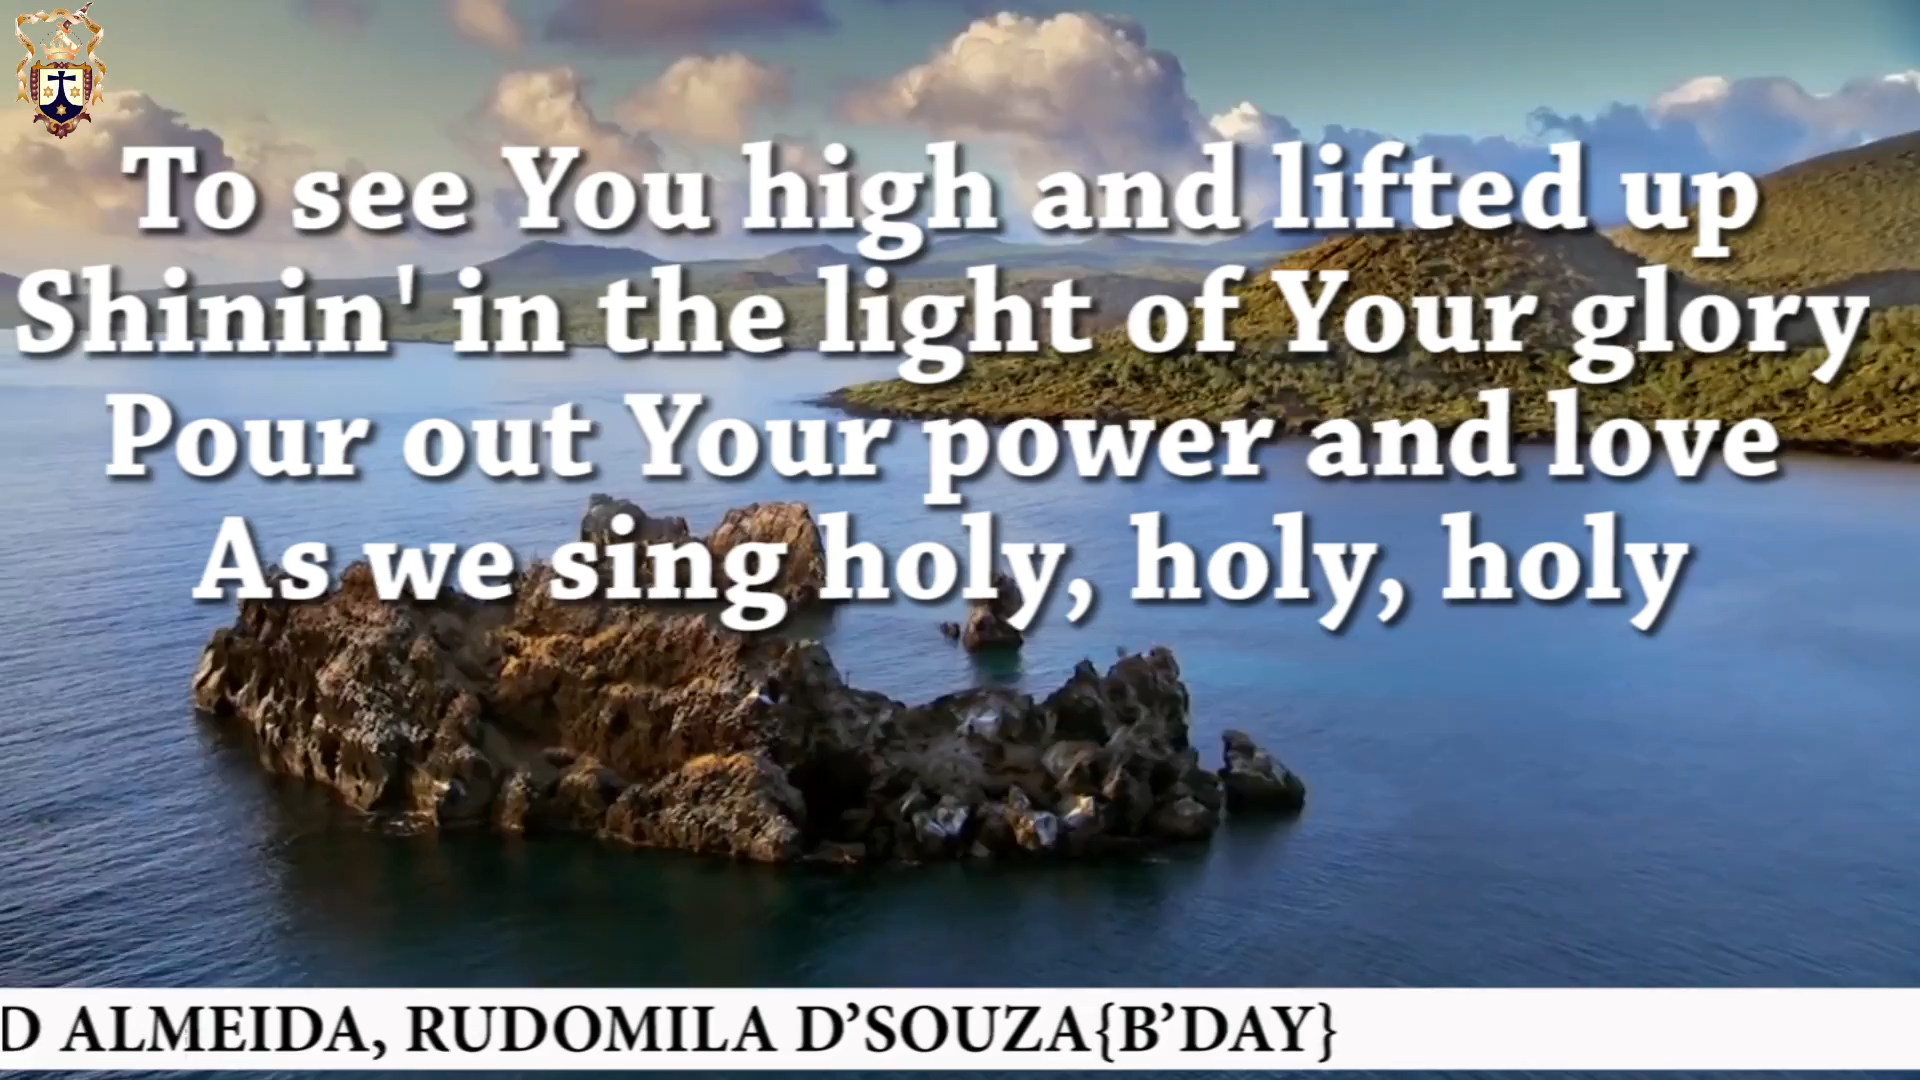 To see You high and lifted up
Shinin' in the light of Your glory
Pour out Your power and love
As we sing holy, holy, holy
D ALMEIDA, RUDOMILA D’SOUZA{B’DAY}